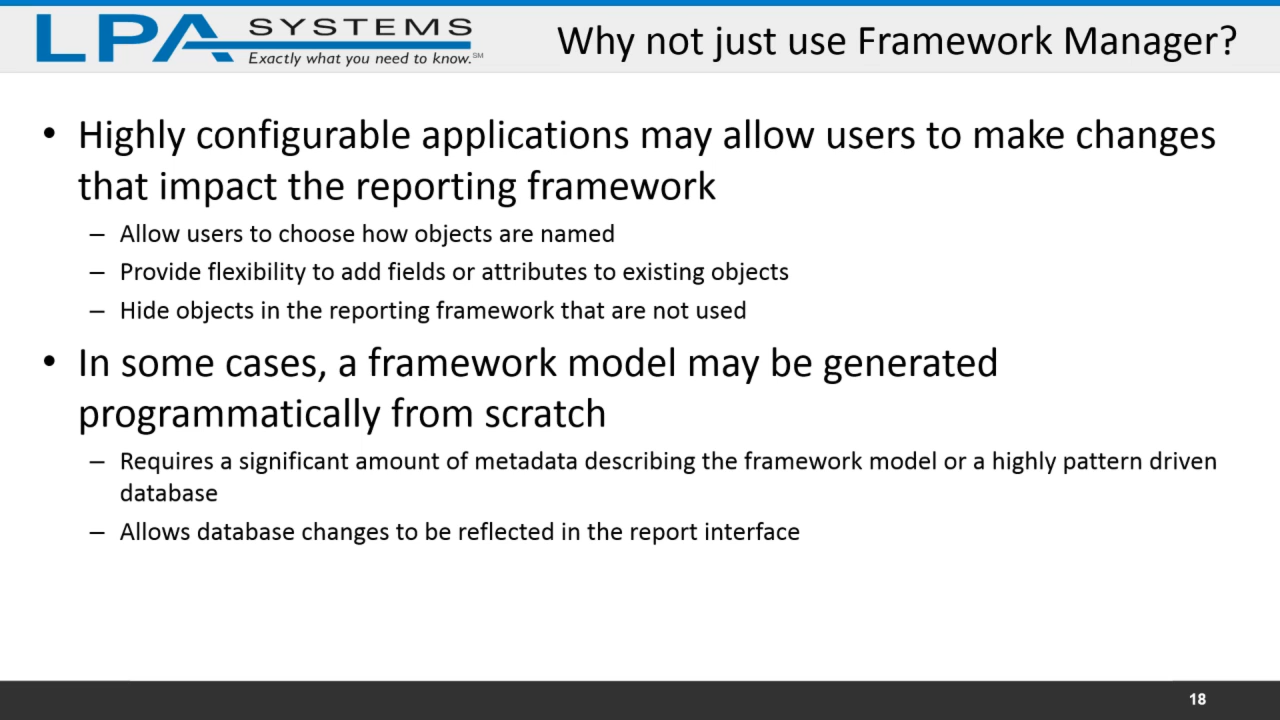 LPA SYSTEMS
Exactly what you need to know.℠
Why not just use Framework Manager?
• Highly configurable applications may allow users to make changes
that impact the reporting framework
– Allow users to choose how objects are named
– Provide flexibility to add fields or attributes to existing objects
– Hide objects in the reporting framework that are not used
• In some cases, a framework model may be generated
programmatically from scratch
– Requires a significant amount of metadata describing the framework model or a highly pattern driven
database
– Allows database changes to be reflected in the report interface
18